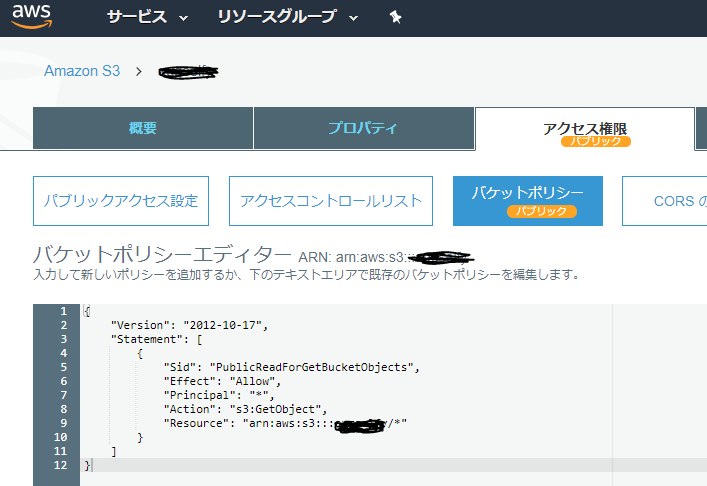 aws サービス リソースグループ
Amazon S3 >
概要 プロパティ アクセス権限
パブリック
パブリックアクセス設定 アクセスコントロールリスト バケットポリシー CORS の
パブリック
バケットポリシーエディター ARN: arn:aws:s3:::
入力して新しいポリシーを追加するか、下のテキストエリアで既存のバケットポリシーを編集します。
1 {
2 "Version": "2012-10-17",
3 "Statement": [
4 {
5 "Sid": "PublicReadForGetBucketObjects",
6 "Effect": "Allow",
7 "Principal": "*",
8 "Action": "s3:GetObject",
9 "Resource": "arn:aws:s3::: /*"
10 }
11 ]
12 }